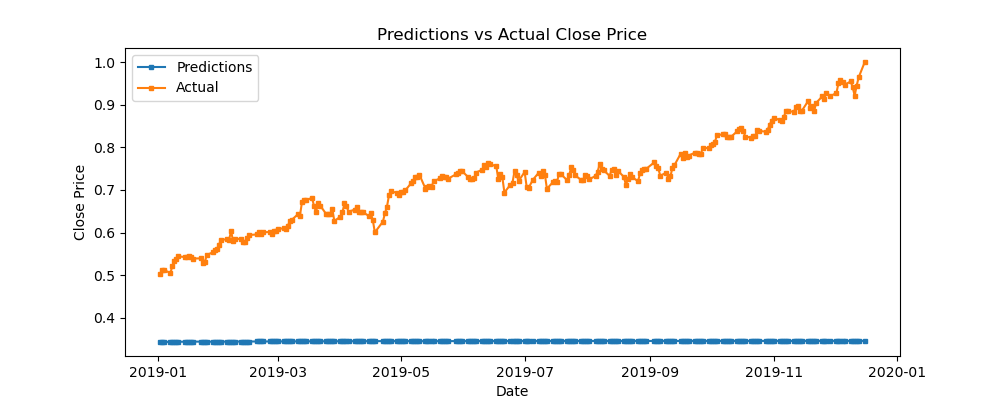 Predictions vs Actual Close Price
Predictions
Actual
1.0
0.9
0.8
0.7
0.6
0.5
0.4
Close Price
2019-01 2019-03 2019-05 2019-07 2019-09 2019-11 2020-01
Date